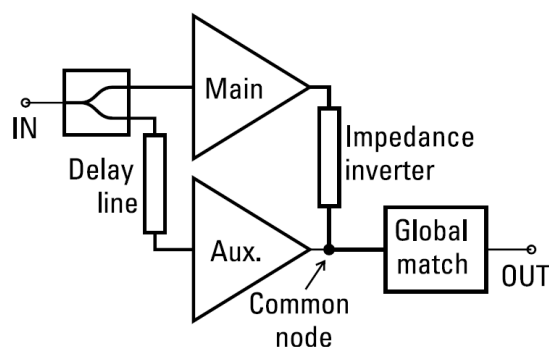 IN
Main
Delay
line
Impedance
inverter
Aux.
Common
node
Global
match
OUT